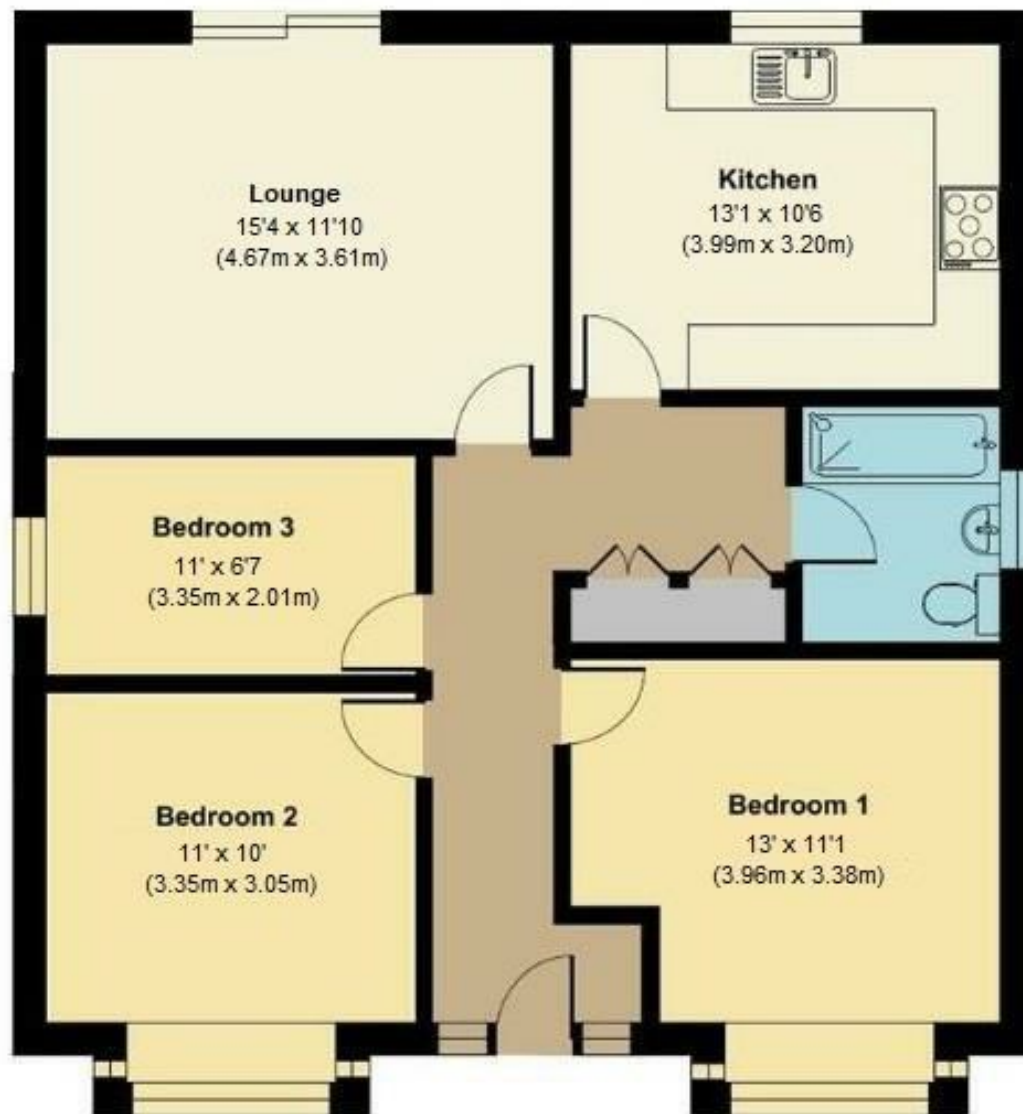 Lounge
15'4 x 11'10
(4.67m x 3.61m)
Kitchen
13'1 x 10'6
(3.99m x 3.20m)
Bedroom 3
11' x 6'7
(3.35m x 2.01m)
Bedroom 2
11' x 10'
(3.35m x 3.05m)
Bedroom 1
13' x 11'1
(3.96m x 3.38m)